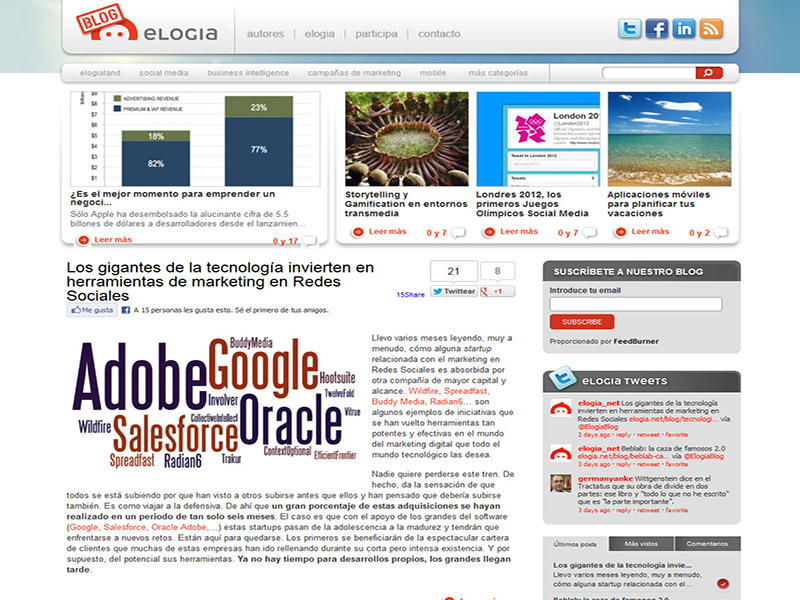 BLOG
eLOGIA
autores | elogia | participa | contacto
elogialand social media business intelligence campañas de marketing mobile más categorías
ADVERTISING REVENUE
PREMIUM & IAP REVENUE
$9
$8
$7
$6
$5
$4
$3
$2
$1
18%
82%
23%
77%
¿Es el mejor momento para emprender un
negoci...
Sólo Apple ha desembolsado la alucinante cifra de 5.5
billones de dólares a desarrolladores desde el lanzamien...
Leer más
0 y 17
Storytelling y
Gamification en entornos
transmedia
Leer más
0 y 7
London 20
@London2012
Tweet to London 2012
Londres 2012, los
primeros Juegos
Olímpicos Social Media
Leer más
0 y 7
Aplicaciones móviles
para planificar tus
vacaciones
Leer más
0 y 2
Los gigantes de la tecnología invierten en
herramientas de marketing en Redes
Sociales
15Share
21
Twittear
8
+1
Me gusta
A 15 personas les gusta esto. Sé el primero de tus amigos.
BuddyMedia
Adobe
Google
Hootsuite
TwelveFold
Involver
CollectiveIntellect
Vitrue
Wildfire
Salesforce
Oracle
ContextOptional
EfficientFrontier
Spreadfast
Radian6
Trakur
Llevo varios meses leyendo, muy a
menudo, cómo alguna startup
relacionada con el marketing en
Redes Sociales es absorbida por
otra compañía de mayor capital y
alcance. Wildfire, Spreadfast,
Buddy Media, Radian6... son
algunos ejemplos de iniciativas que
se han vuelto herramientas tan
potentes y efectivas en el mundo
del marketing digital que todo el
mundo tecnológico las desea.
Nadie quiere perderse este tren. De
hecho, da la sensación de que
todos se está subiendo por que han visto a otros subirse antes que ellos y han pensado que debería subirse
también. Es como viajar a la defensiva. De ahí que un gran porcentaje de estas adquisiciones se hayan
realizado en un periodo de tan solo seis meses. El caso es que con el apoyo de los grandes del software
(Google, Salesforce, Oracle Adobe,...) estas startups pasan de la adolescencia a la madurez y tendrán que
enfrentarse a nuevos retos. Están aquí para quedarse. Los primeros se beneficiarán de la espectacular cartera
de clientes que muchas de estas empresas han ido rellenando durante su corta pero intensa existencia. Y por
supuesto, del potencial sus herramientas. Ya no hay tiempo para desarrollos propios, los grandes llegan
tarde.
SUSCRÍBETE A NUESTRO BLOG
Introduce tu email
SUBSCRIBE
Proporcionado por FeedBurner
eLOGIA TWEETS
elogia_net Los gigantes de la tecnología
invierten en herramientas de marketing en
Redes Sociales elogia.net/blog/tecnologi... vía
@ElogiaBlog
2 days ago · reply · retweet · favorite
elogia_net Beblab: la caza de famosos 2.0
elogia.net/blog/beblab-ca... vía @ElogiaBlog
3 days ago · reply · retweet · favorite
germanyanke Wittgenstein dice en el
Tractátus que su obra de divide en dos
partes: ese libro y "todo lo que no he escrito"
que es "la parte importante".
3 days ago · reply · retweet · favorite
Últimos posts Más vistos Comentarios
Los gigantes de la tecnología invie...
Llevo varios meses leyendo, muy a menudo,
cómo alguna startup relacionada con el ...